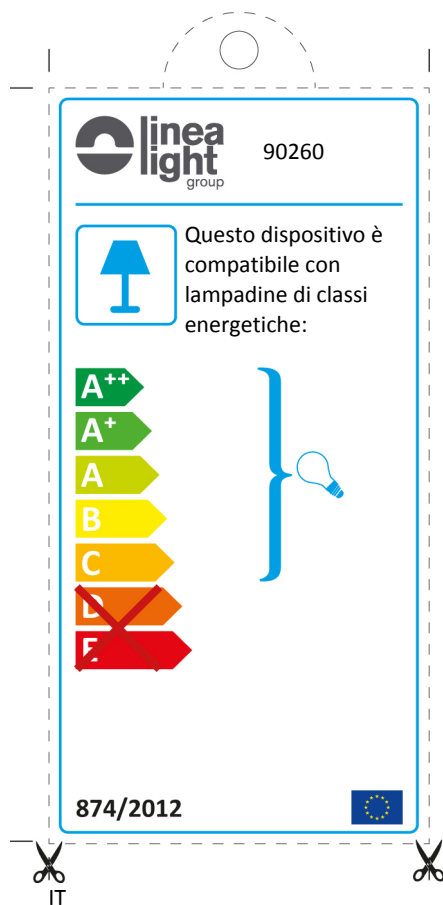 linea
light
group
90260
Questo dispositivo è
compatibile con
lampadine di classi
energetiche:
A++
A+
A
B
C
D
E
874/2012
IT